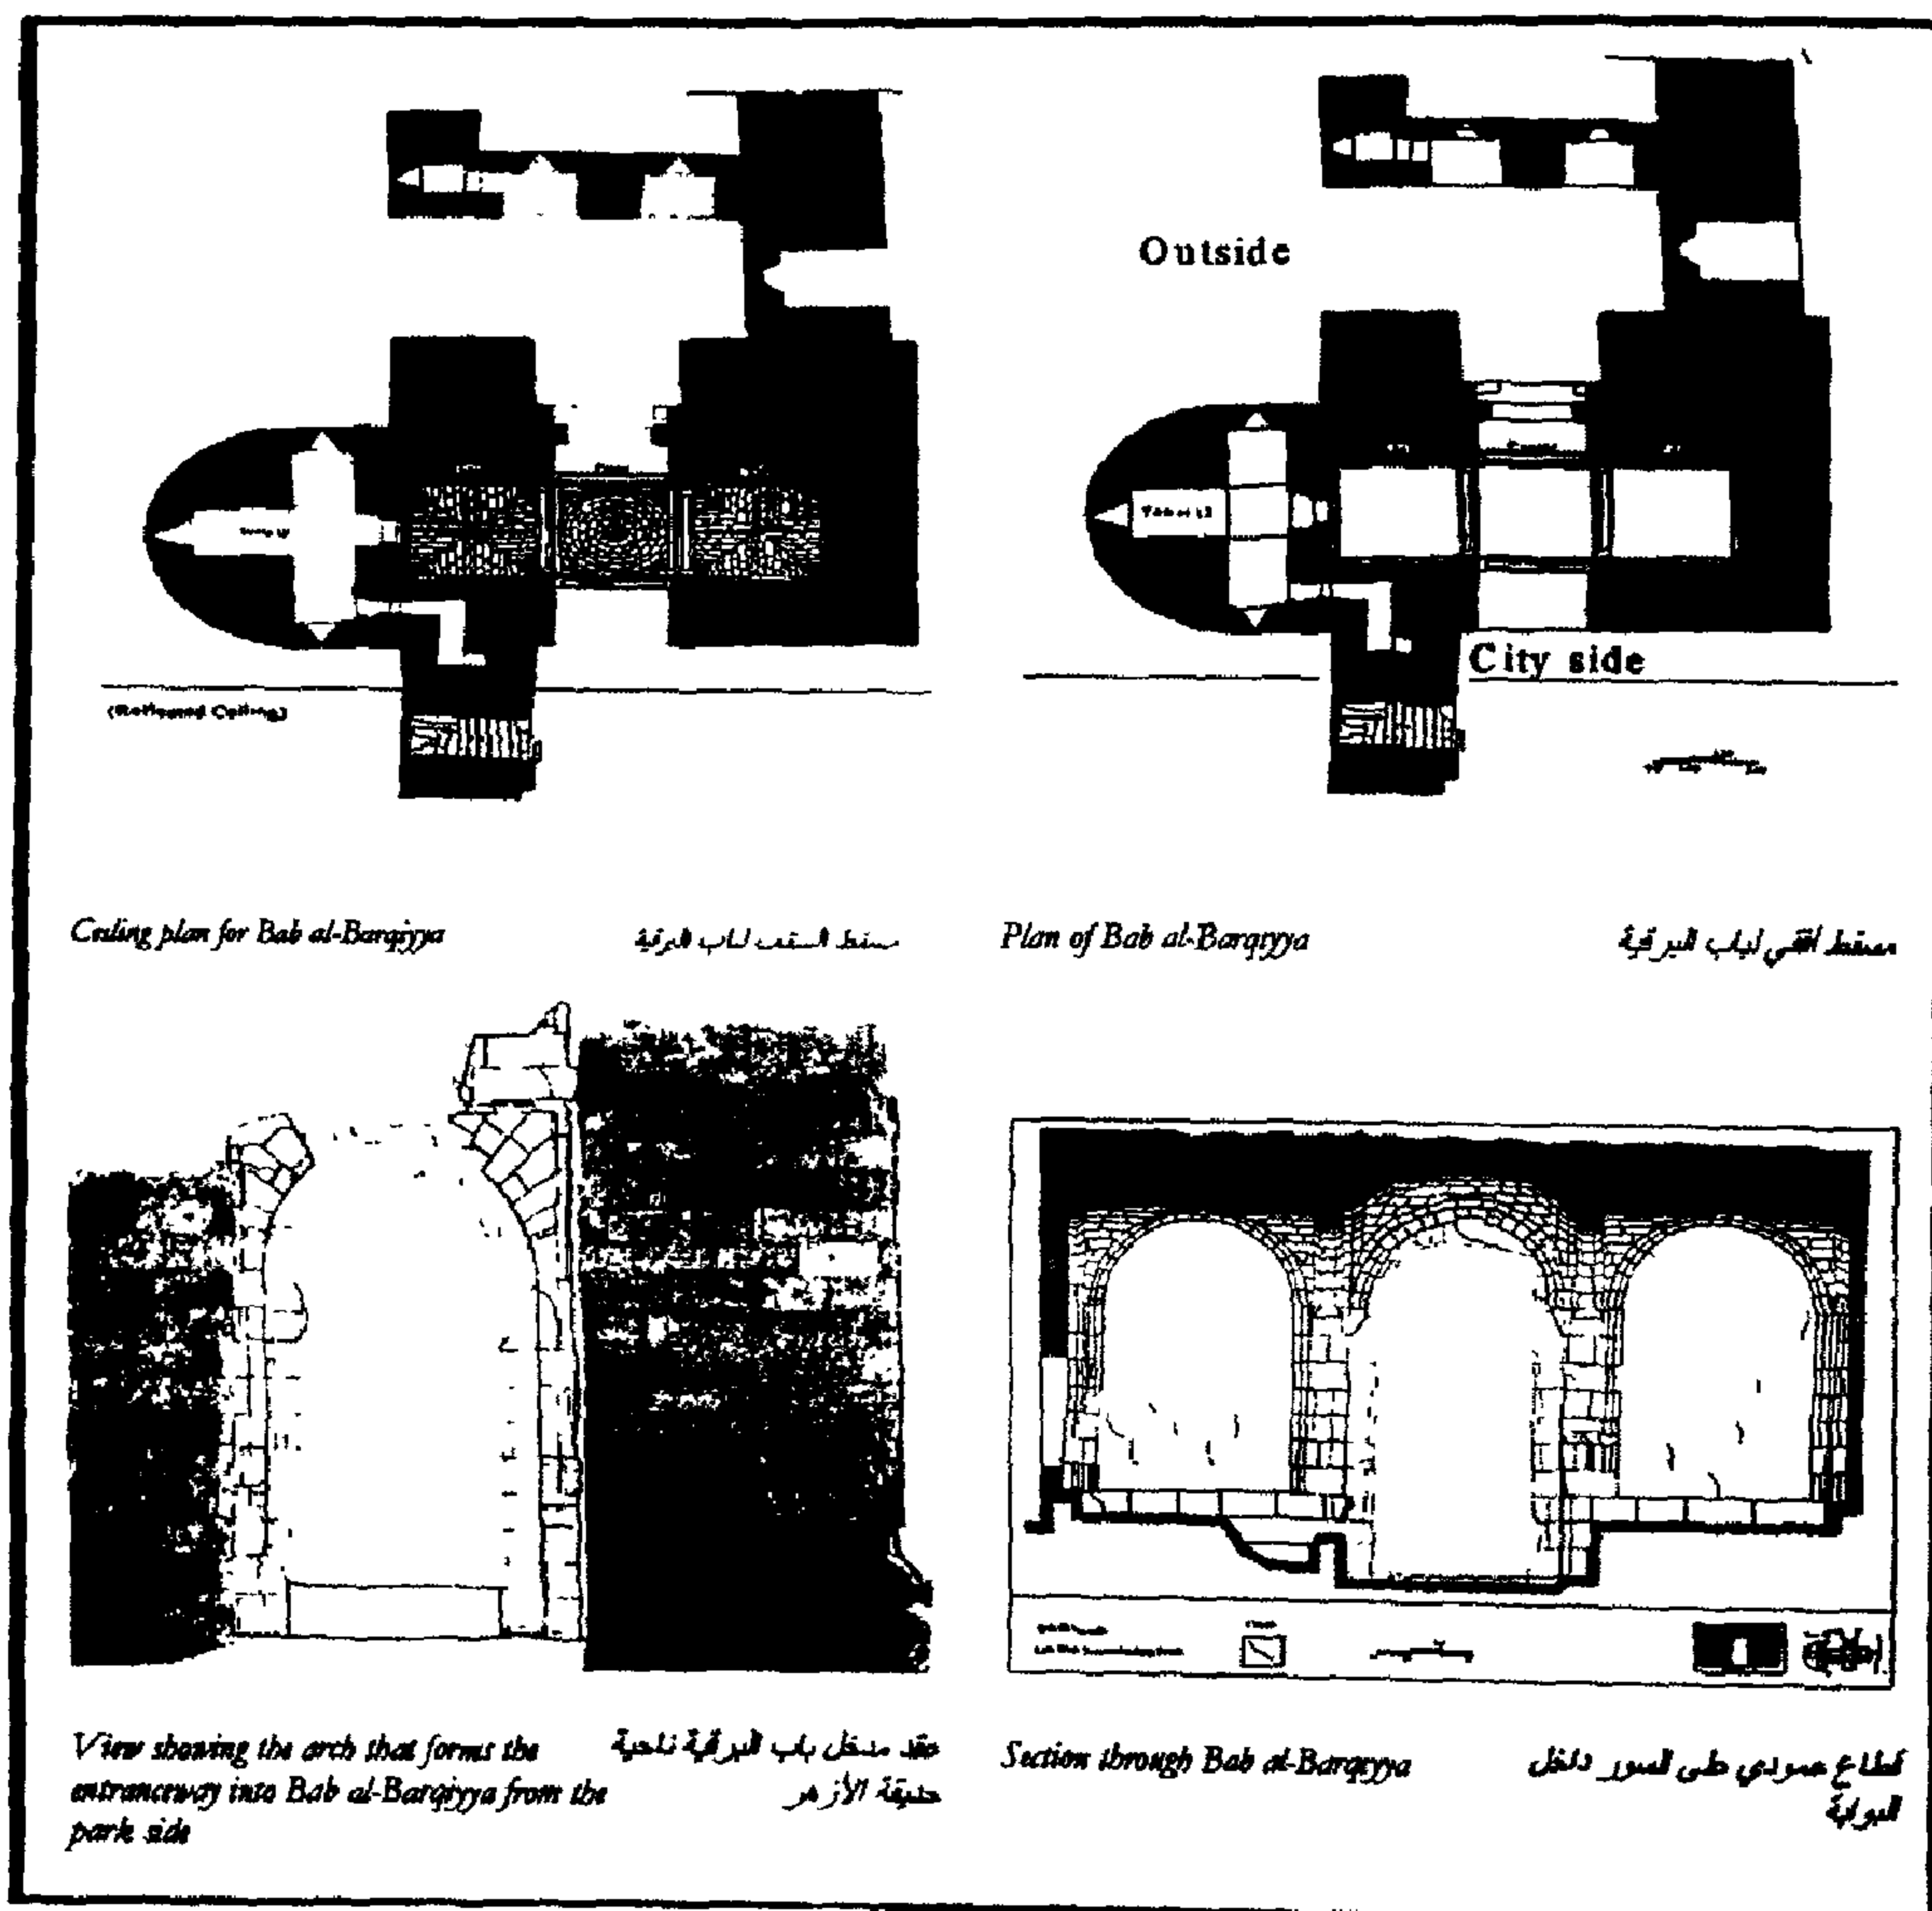 Outside
City side
(Reflected Ceiling)
Ceiling plan for Bab al-Barqiyya
مسقط السقف لباب البرقية
Plan of Bab al-Barqiyya
مسقط أفقي لباب البرقية
View showing the arch that forms the
entranceway into Bab al-Barqiyya from the
park side
عقد مدخل باب البرقية ناحية
حديقة الأزهر
Section through Bab al-Barqiyya
قطاع عمودي على السور داخل
البوابة